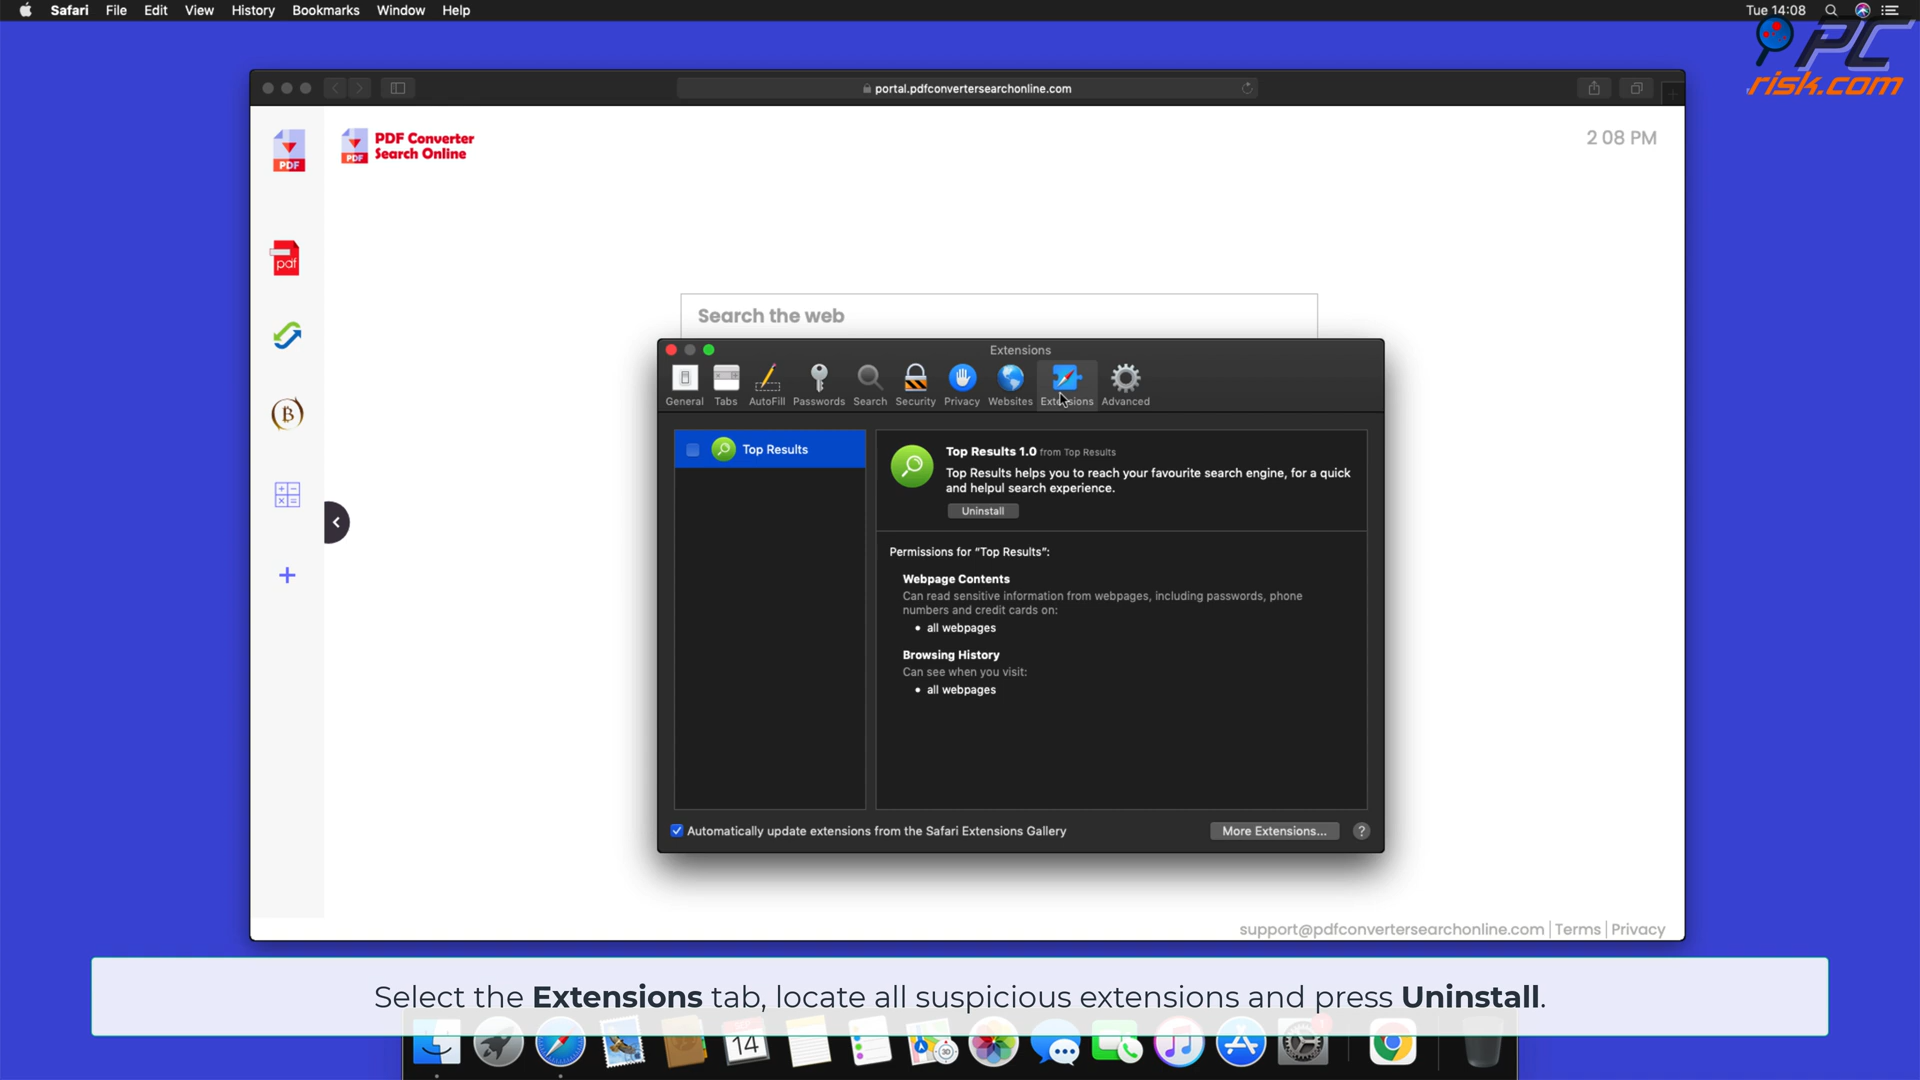 Safari File Edit View History Bookmarks Window Help Tue 14:08
PC
risk.com
portal.pdfconvertersearchonline.com
PDF
PDF
PDF Converter
Search Online
2 08 PM
pdf
Search the web
Extensions
General Tabs AutoFill Passwords Search Security Privacy Websites Extensions Advanced
Top Results
Top Results 1.0 from Top Results
Top Results helps you to reach your favourite search engine, for a quick
and helpul search experience.
Uninstall
Permissions for “Top Results”:
Webpage Contents
Can read sensitive information from webpages, including passwords, phone
numbers and credit cards on:
• all webpages
Browsing History
Can see when you visit:
• all webpages
Automatically update extensions from the Safari Extensions Gallery
More Extensions... ?
support@pdfconvertersearchonline.com | Terms | Privacy
Select the Extensions tab, locate all suspicious extensions and press Uninstall.
14
3D